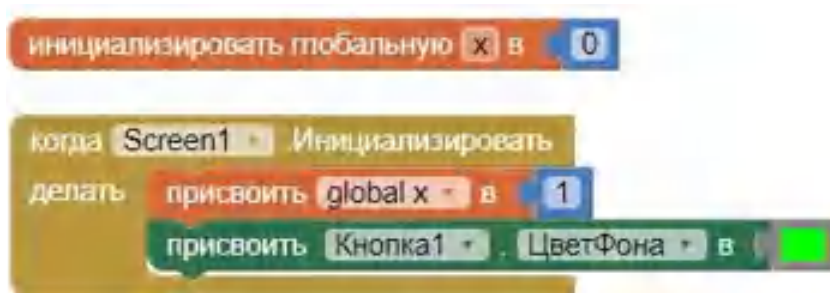 инициализировать глобальную x в 0
когда Screen1 .Инициализировать
делать присвоить global x в 1
присвоить Кнопка1 . ЦветФона в